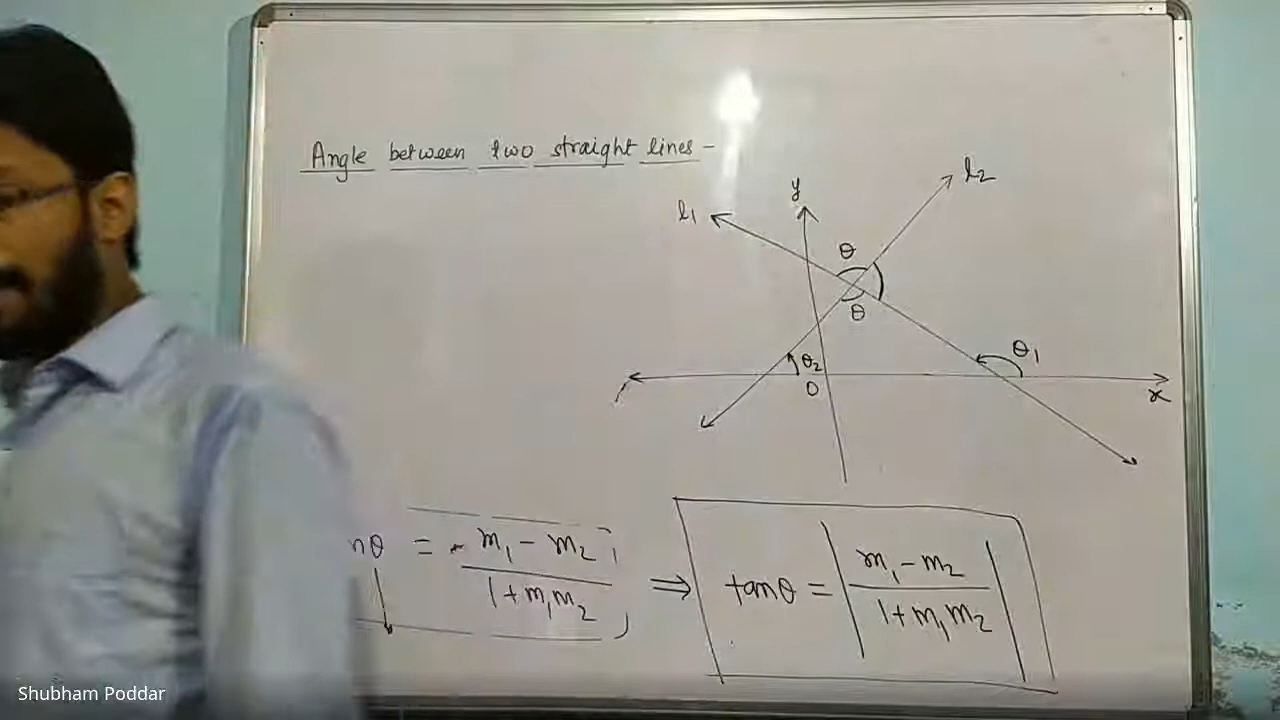 Angle between two straight lines -
y
l2
l1
θ
θ
θ1
θ2
O
x
nθ = - m1 - m2 / 1 + m1m2 ⇒ tanθ = | m1 - m2 / 1 + m1m2 |
Shubham Poddar